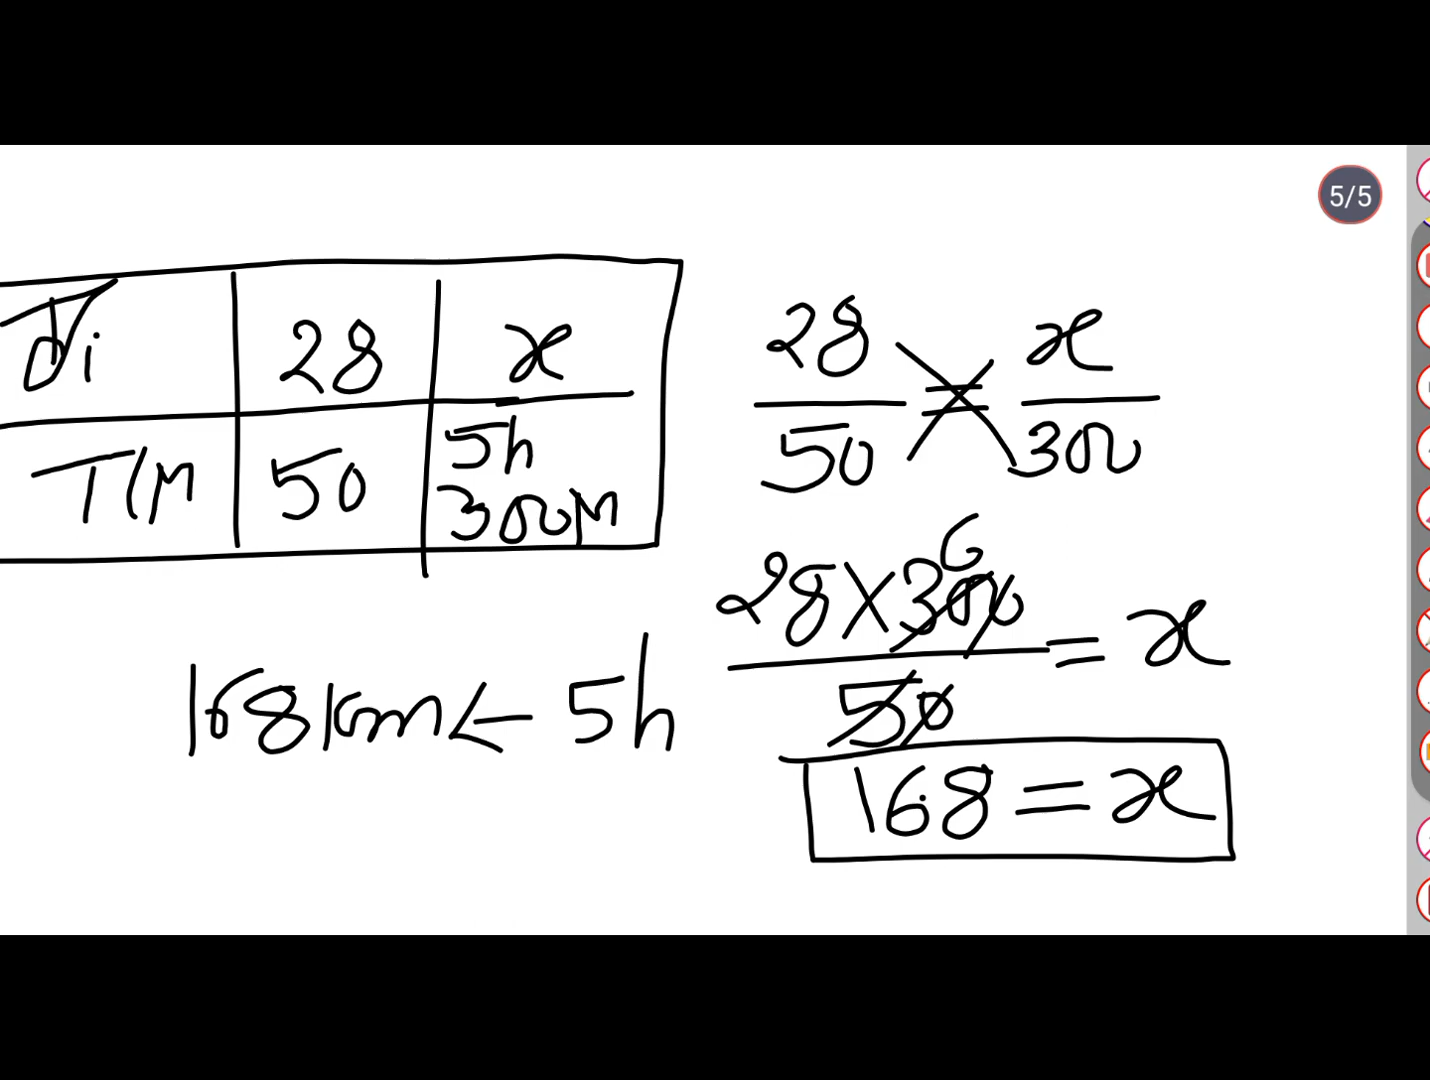 5/5
di 28 x
T/M 50 5h
300M
28 x
50 = 300
28×300 6
50 = x
168km ← 5h
168 = x